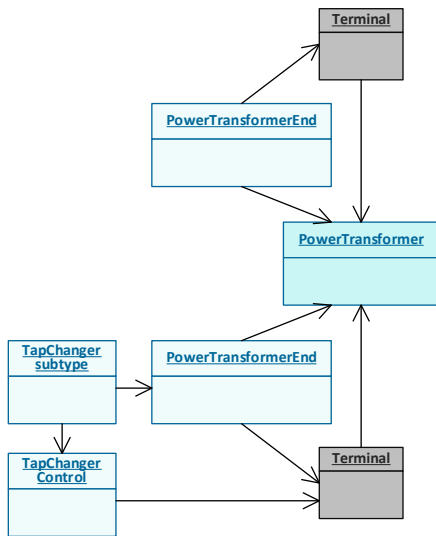 Terminal
PowerTransformerEnd
PowerTransformer
TapChanger
subtype
PowerTransformerEnd
TapChanger
Control
Terminal